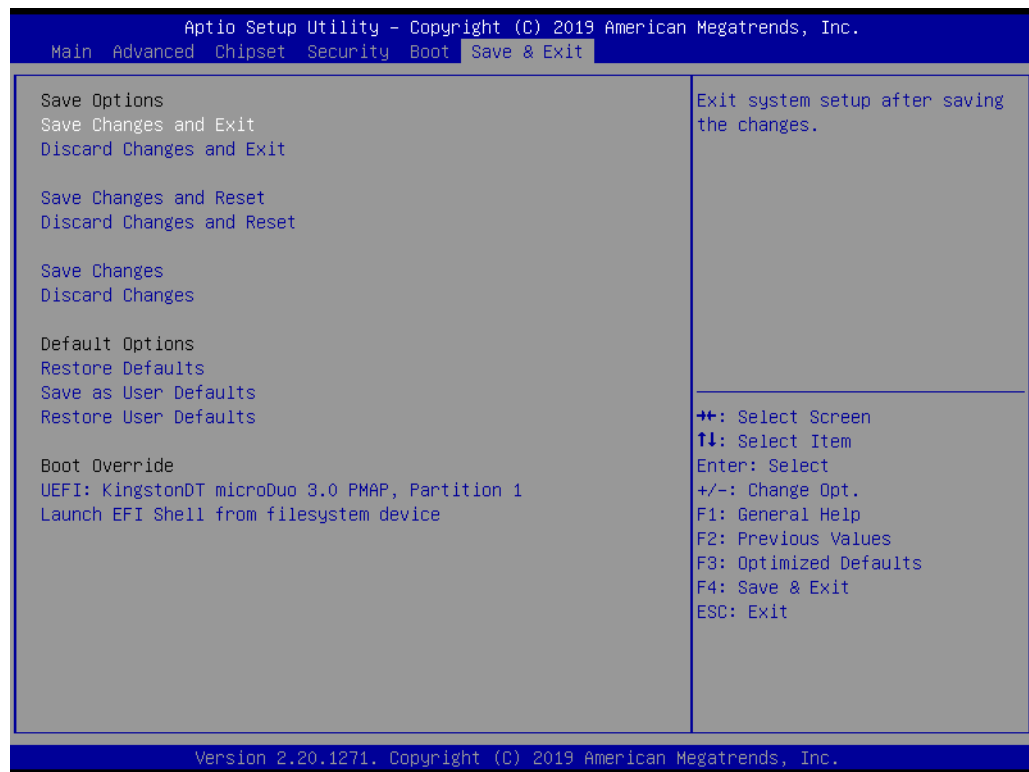 Aptio Setup Utility – Copyright (C) 2019 American Megatrends, Inc.
Main Advanced Chipset Security Boot Save & Exit
Save Options
Save Changes and Exit
Discard Changes and Exit
Save Changes and Reset
Discard Changes and Reset
Save Changes
Discard Changes
Default Options
Restore Defaults
Save as User Defaults
Restore User Defaults
Boot Override
UEFI: KingstonDT microDuo 3.0 PMAP, Partition 1
Launch EFI Shell from filesystem device
Exit system setup after saving
the changes.
→←: Select Screen
↑↓: Select Item
Enter: Select
+/-: Change Opt.
F1: General Help
F2: Previous Values
F3: Optimized Defaults
F4: Save & Exit
ESC: Exit
Version 2.20.1271. Copyright (C) 2019 American Megatrends, Inc.